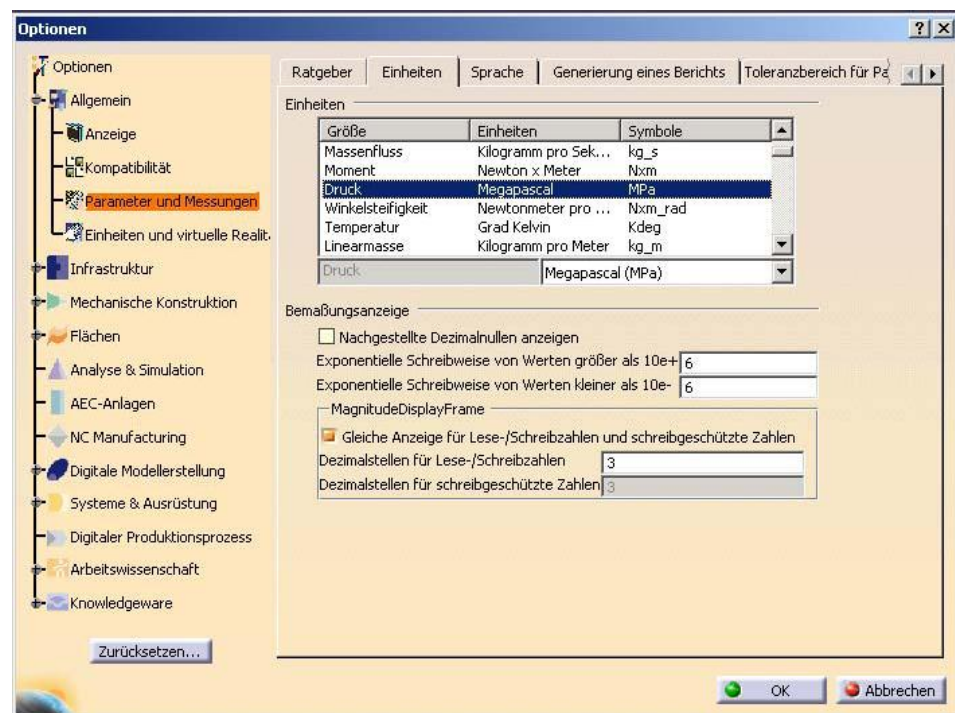 Optionen
Optionen
Allgemein
Anzeige
Kompatibilität
Parameter und Messungen
Einheiten und virtuelle Realit
Infrastruktur
Mechanische Konstruktion
Flächen
Analyse & Simulation
AEC-Anlagen
NC Manufacturing
Digitale Modellerstellung
Systeme & Ausrüstung
Digitaler Produktionsprozess
Arbeitswissenschaft
Knowledgeware
Zurücksetzen...
Ratgeber Einheiten Sprache Generierung eines Berichts Toleranzbereich für Pa
Einheiten
Größe Einheiten Symbole
Massenfluss Kilogramm pro Sek... kg_s
Moment Newton x Meter Nxm
Druck Megapascal MPa
Winkelsteifigkeit Newtonmeter pro ... Nxm_rad
Temperatur Grad Kelvin Kdeg
Linearmasse Kilogramm pro Meter kg_m
Druck Megapascal (MPa)
Bemaßungsanzeige
Nachgestellte Dezimalnullen anzeigen
Exponentielle Schreibweise von Werten größer als 10e+ 6
Exponentielle Schreibweise von Werten kleiner als 10e- 6
MagnitudeDisplayFrame
Gleiche Anzeige für Lese-/Schreibzahlen und schreibgeschützte Zahlen
Dezimalstellen für Lese-/Schreibzahlen 3
Dezimalstellen für schreibgeschützte Zahlen 3
OK Abbrechen